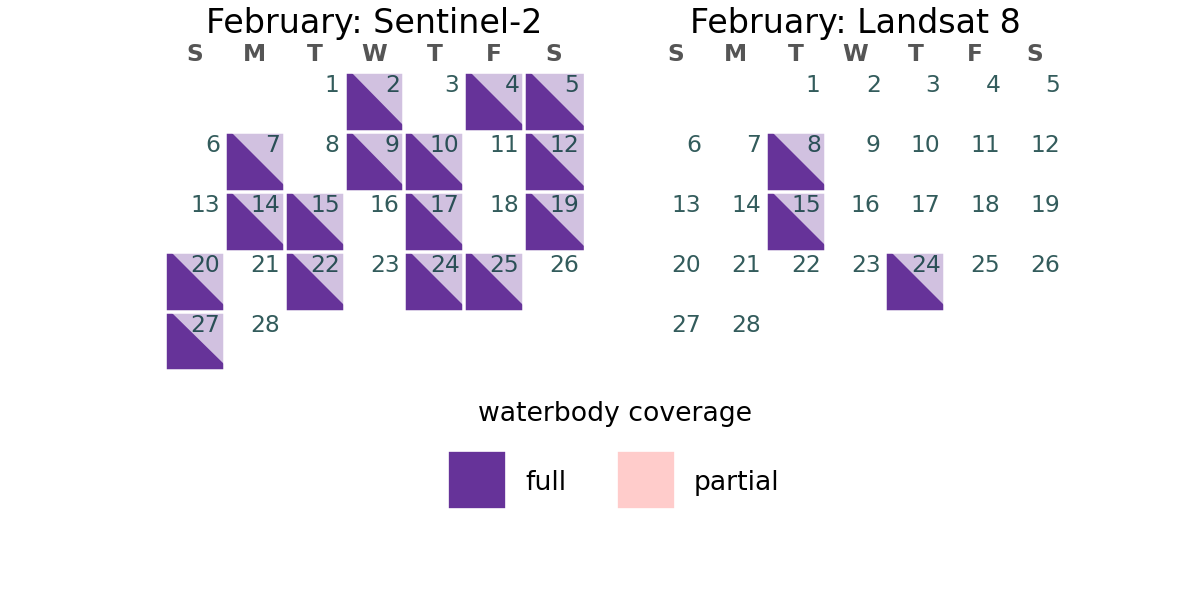 February: Sentinel-2
S M T W T F S
1 2 3 4 5
6 7 8 9 10 11 12
13 14 15 16 17 18 19
20 21 22 23 24 25 26
27 28
February: Landsat 8
S M T W T F S
1 2 3 4 5
6 7 8 9 10 11 12
13 14 15 16 17 18 19
20 21 22 23 24 25 26
27 28
waterbody coverage
full partial